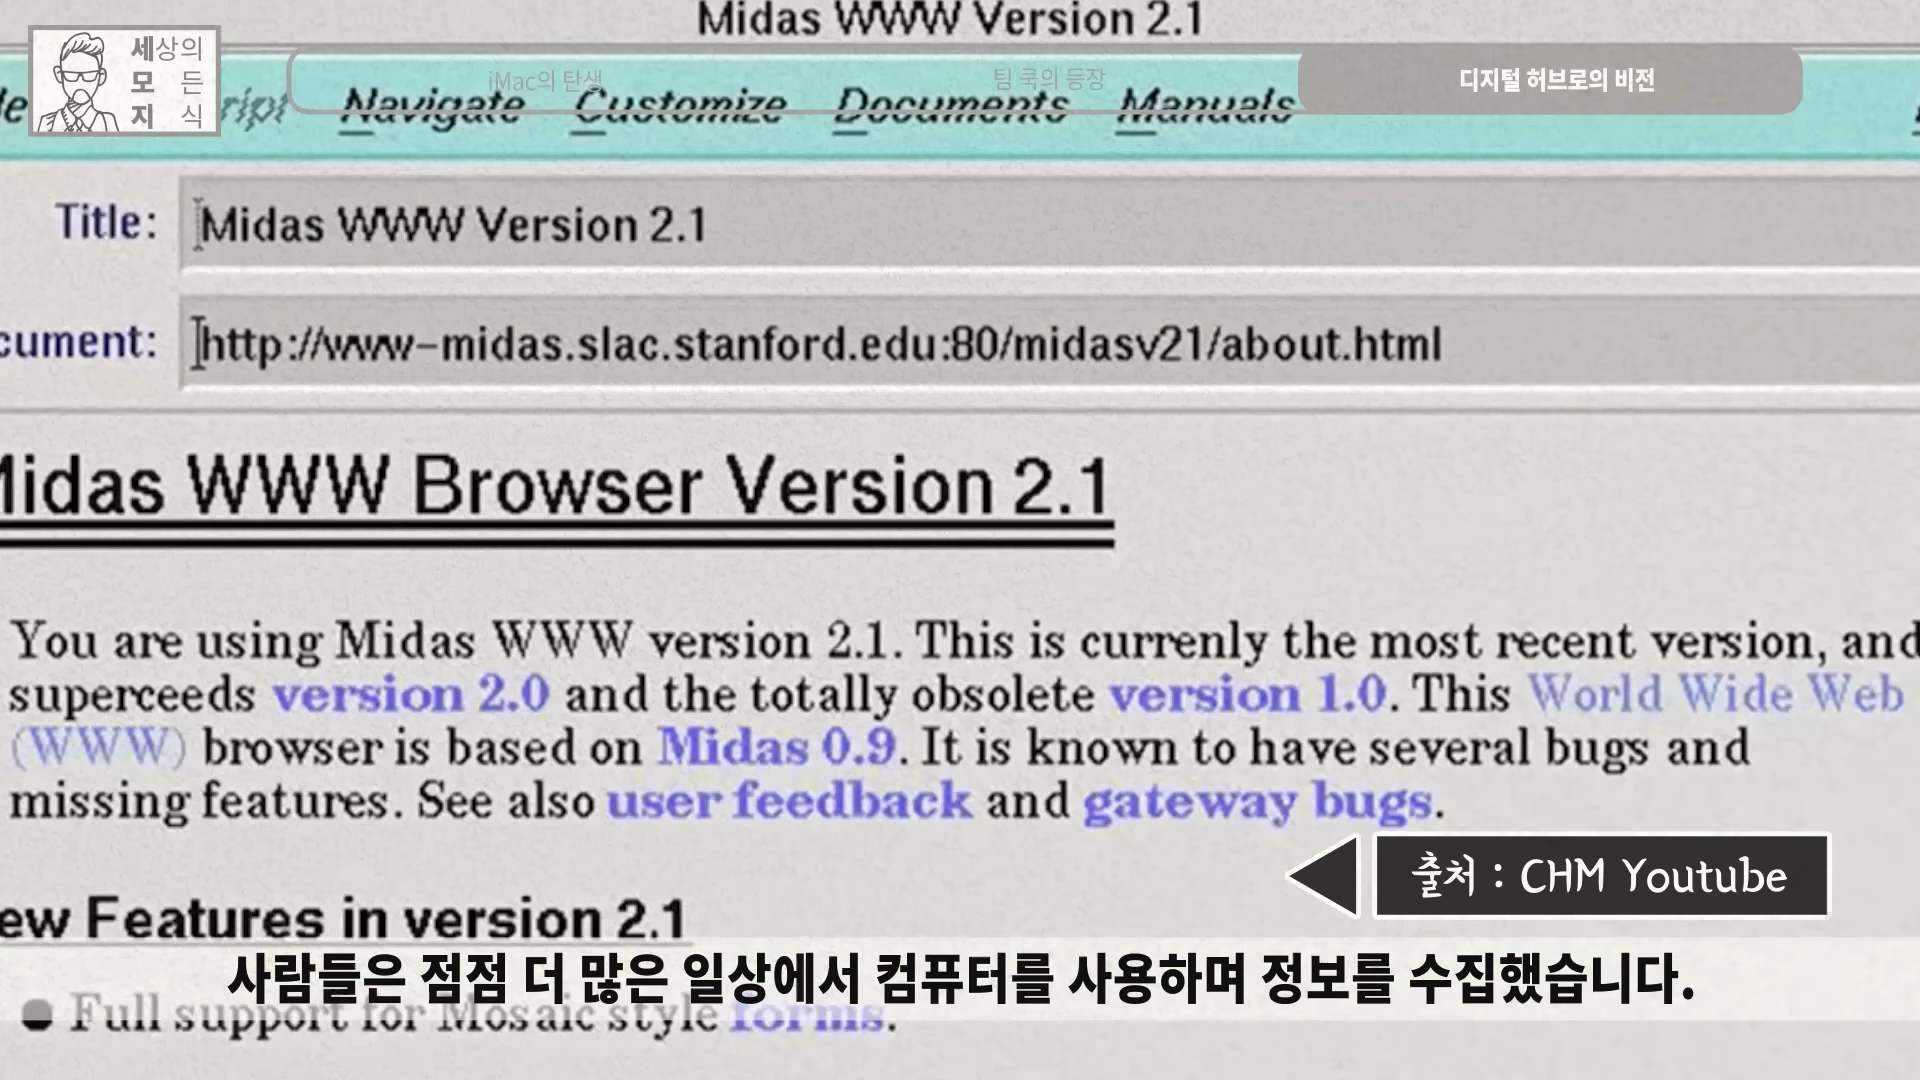 Midas WWW Version 2.1
세상의
모든
지식
iMac의 탄생
팀 쿡의 등장
디지털 허브로의 비전
Navigate Customize Documents Manuals
Title: Midas WWW Version 2.1
cument: http://www-midas.slac.stanford.edu:80/midasv21/about.html
Midas WWW Browser Version 2.1
You are using Midas WWW version 2.1. This is currenly the most recent version, and
superceeds version 2.0 and the totally obsolete version 1.0. This World Wide Web
(WWW) browser is based on Midas 0.9. It is known to have several bugs and
missing features. See also user feedback and gateway bugs.
출처 : CHM Youtube
ew Features in version 2.1
사람들은 점점 더 많은 일상에서 컴퓨터를 사용하며 정보를 수집했습니다.
Full support for Mosaic style forms.